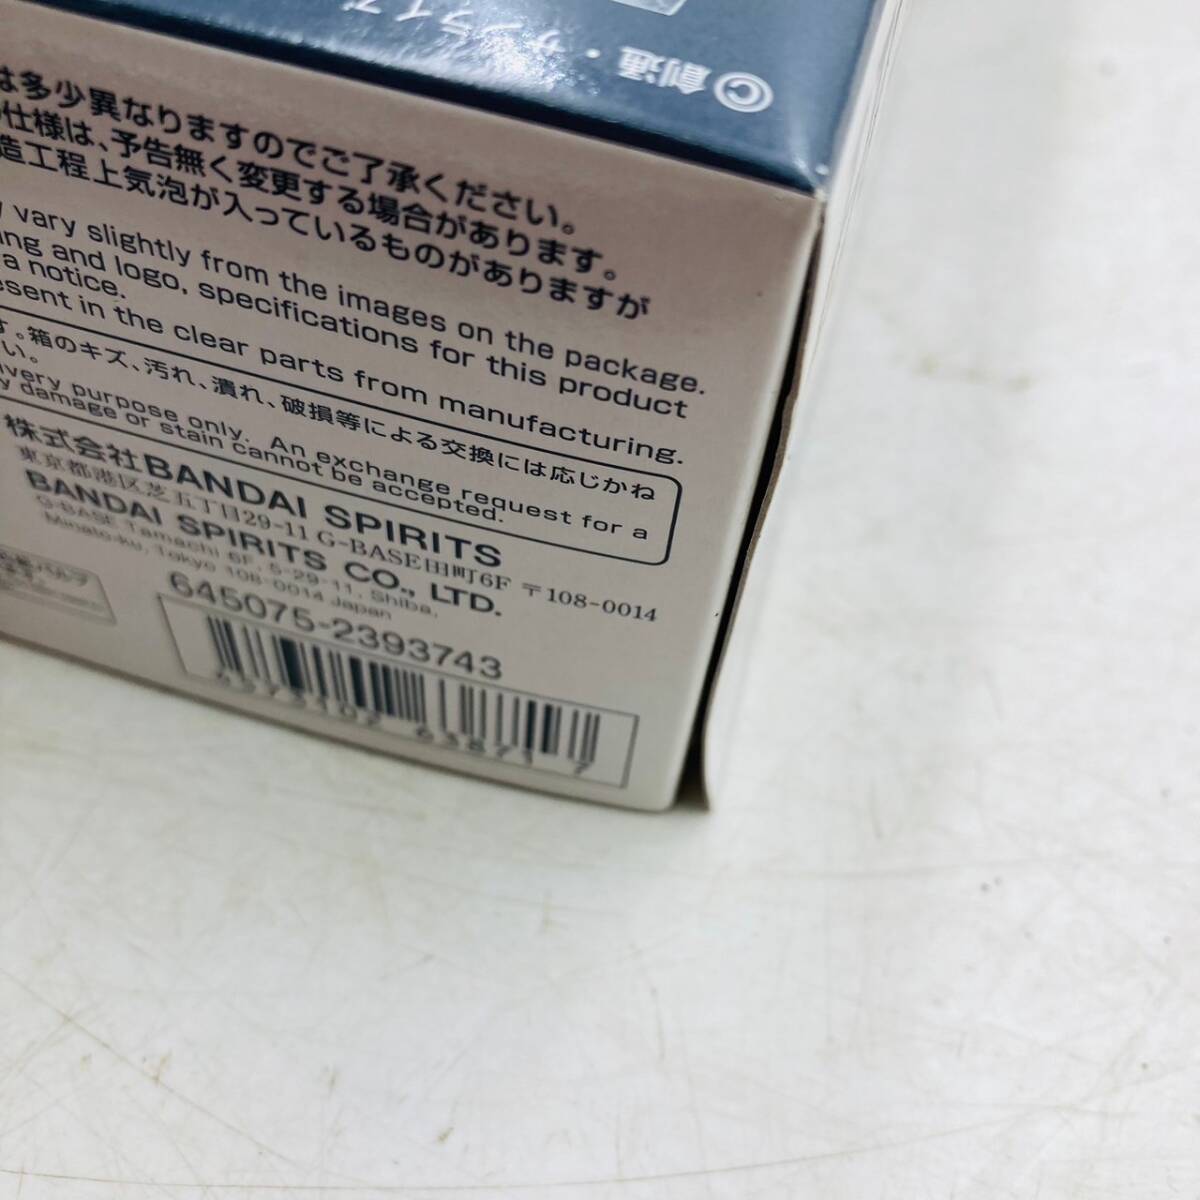 ©創通・サンライズ
は多少異なりますのでご了承ください。
仕様は、予告無く変更する場合があります。
造工程上気泡が入っているものがありますが
vary slightly from the images on the package.
ing and logo, specifications for this product
a notice.
esent in the clear parts from manufacturing.
す。箱のキズ、汚れ、潰れ、破損等による交換には応じかね
い。
ivery purpose only. An exchange request for a
y damage or stain cannot be accepted.
株式会社BANDAI SPIRITS
東京都港区芝五丁目29-11 G-BASE田町6F 〒108-0014
BANDAI SPIRITS CO., LTD.
G-BASE Tamachi 6F, 5-29-11, Shiba,
Minato-ku, Tokyo 108-0014 Japan
645075-2393743
4573102 638717